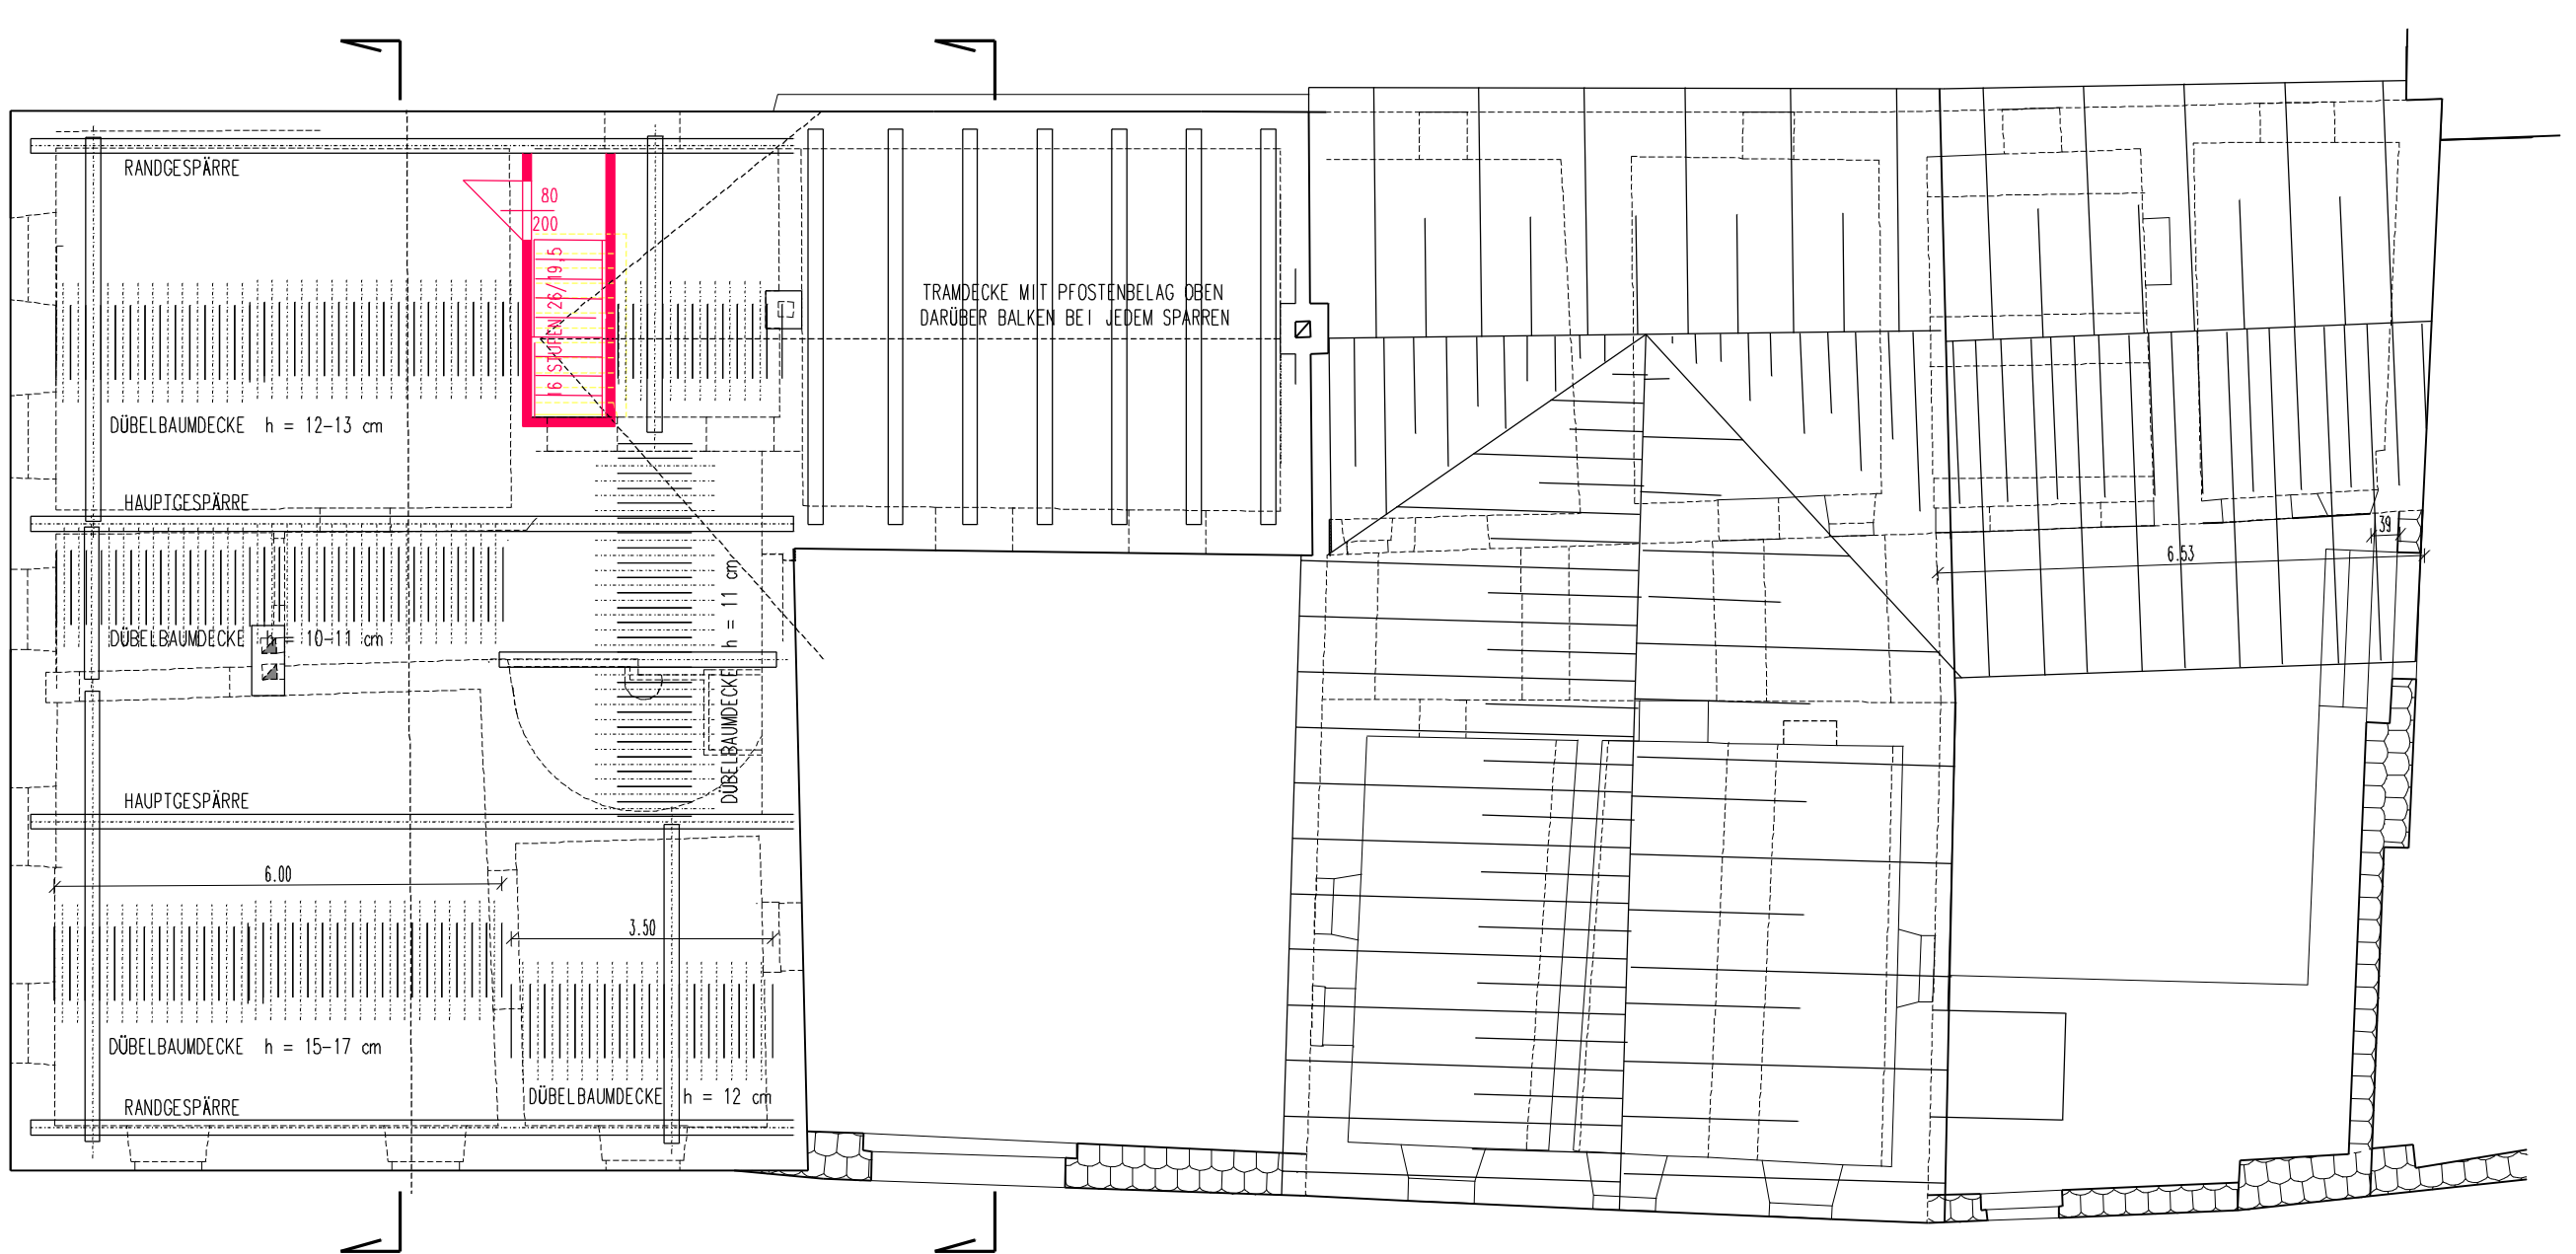 RANDGESPÄRRE
80
200
16 STUFEN 26/19,5
TRAMDECKE MIT PFOSTENBELAG OBEN
DARÜBER BALKEN BEI JEDEM SPARREN
DÜBELBAUMDECKE h = 12-13 cm
HAUPTGESPÄRRE
39
6.53
DÜBELBAUMDECKE h = 10-11 cm
DÜBELBAUMDECKE h = 11 cm
HAUPTGESPÄRRE
6.00
3.50
DÜBELBAUMDECKE h = 15-17 cm
DÜBELBAUMDECKE h = 12 cm
RANDGESPÄRRE